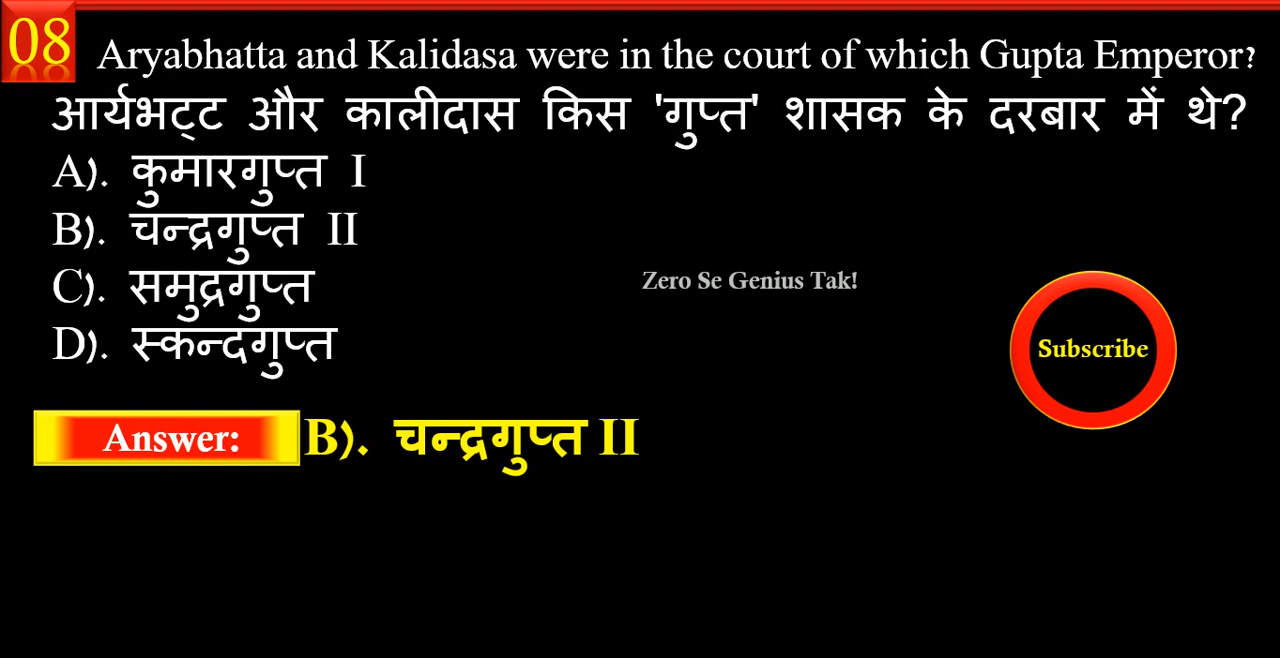 08
Aryabhatta and Kalidasa were in the court of which Gupta Emperor?
आर्यभट्ट और कालीदास किस 'गुप्त' शासक के दरबार में थे?
A). कुमारगुप्त I
B). चन्द्रगुप्त II
C). समुद्रगुप्त
Zero Se Genius Tak!
D). स्कन्दगुप्त
Subscribe
Answer: B). चन्द्रगुप्त II